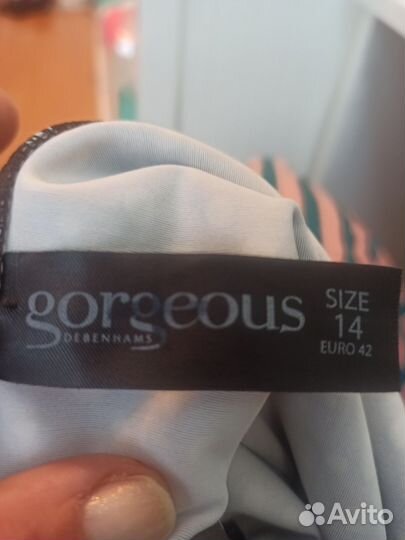 gorgeous
DEBENHAMS
SIZE
14
EURO 42
Avito